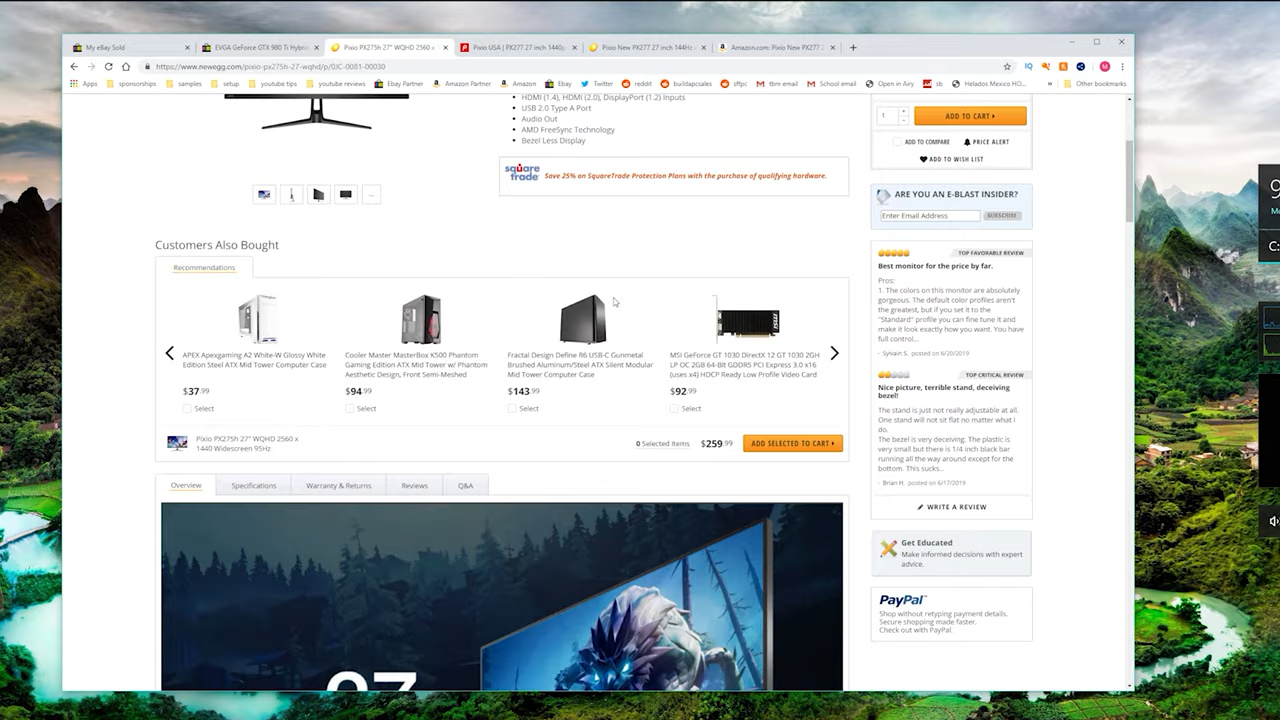 My eBay Sold
EVGA GeForce GTX 980 Ti Hybri
Pixio PX275h 27" WQHD 2560 x
Pixio USA | PX277 27 inch 1440p
Pixio New PX277 27 inch 144Hz
Amazon.com: Pixio New PX277
https://www.newegg.com/pixio-px275h-27-wqhd/p/0JC-0081-00030
Apps sponsorships samples setup youtube tips youtube reviews Ebay Partner Amazon Partner Amazon Ebay Twitter reddit buildapcsales sffpc tbm email School email Open in Airy sb Helados Mexico HO... » Other bookmarks
HDMI (1.4), HDMI (2.0), DisplayPort (1.2) Inputs
USB 2.0 Type A Port
Audio Out
AMD FreeSync Technology
Bezel Less Display
square trade
Save 25% on SquareTrade Protection Plans with the purchase of qualifying hardware.
1
ADD TO CART
ADD TO COMPARE PRICE ALERT
ADD TO WISH LIST
ARE YOU AN E-BLAST INSIDER?
Enter Email Address SUBSCRIBE
Customers Also Bought
Recommendations
APEX Apexgaming A2 White-W Glossy White
Edition Steel ATX Mid Tower Computer Case
$37.99
Select
Cooler Master MasterBox K500 Phantom
Gaming Edition ATX Mid Tower w/ Phantom
Aesthetic Design, Front Semi-Meshed
$94.99
Select
Fractal Design Define R6 USB-C Gunmetal
Brushed Aluminum/Steel ATX Silent Modular
Mid Tower Computer Case
$143.99
Select
MSI GeForce GT 1030 DirectX 12 GT 1030 2GH
LP OC 2GB 64-Bit GDDR5 PCI Express 3.0 x16
(uses x4) HDCP Ready Low Profile Video Card
$92.99
Select
Pixio PX275h 27" WQHD 2560 x
1440 Widescreen 95Hz
0 Selected Items $259.99 ADD SELECTED TO CART
TOP FAVORABLE REVIEW
Best monitor for the price by far.
Pros:
1. The colors on this monitor are absolutely
gorgeous. The default color profiles aren't
the greatest, but if you set it to the
"Standard" profile you can fine tune it and
make it look exactly how you want. You have
full control...
- Sylvain S. posted on 6/20/2019
TOP CRITICAL REVIEW
Nice picture, terrible stand, deceiving
bezel!
The stand is just not really adjustable at all.
One stand will not sit flat no matter what I
do.
The bezel is very deceiving. The plastic is
very small but there is 1/4 inch black bar
running all the way around except for the
bottom. This sucks...
- Brian H. posted on 6/17/2019
WRITE A REVIEW
Get Educated
Make informed decisions with expert
advice.
PayPal™
Shop without retyping payment details.
Secure shopping made faster.
Check out with PayPal.
Overview Specifications Warranty & Returns Reviews Q&A